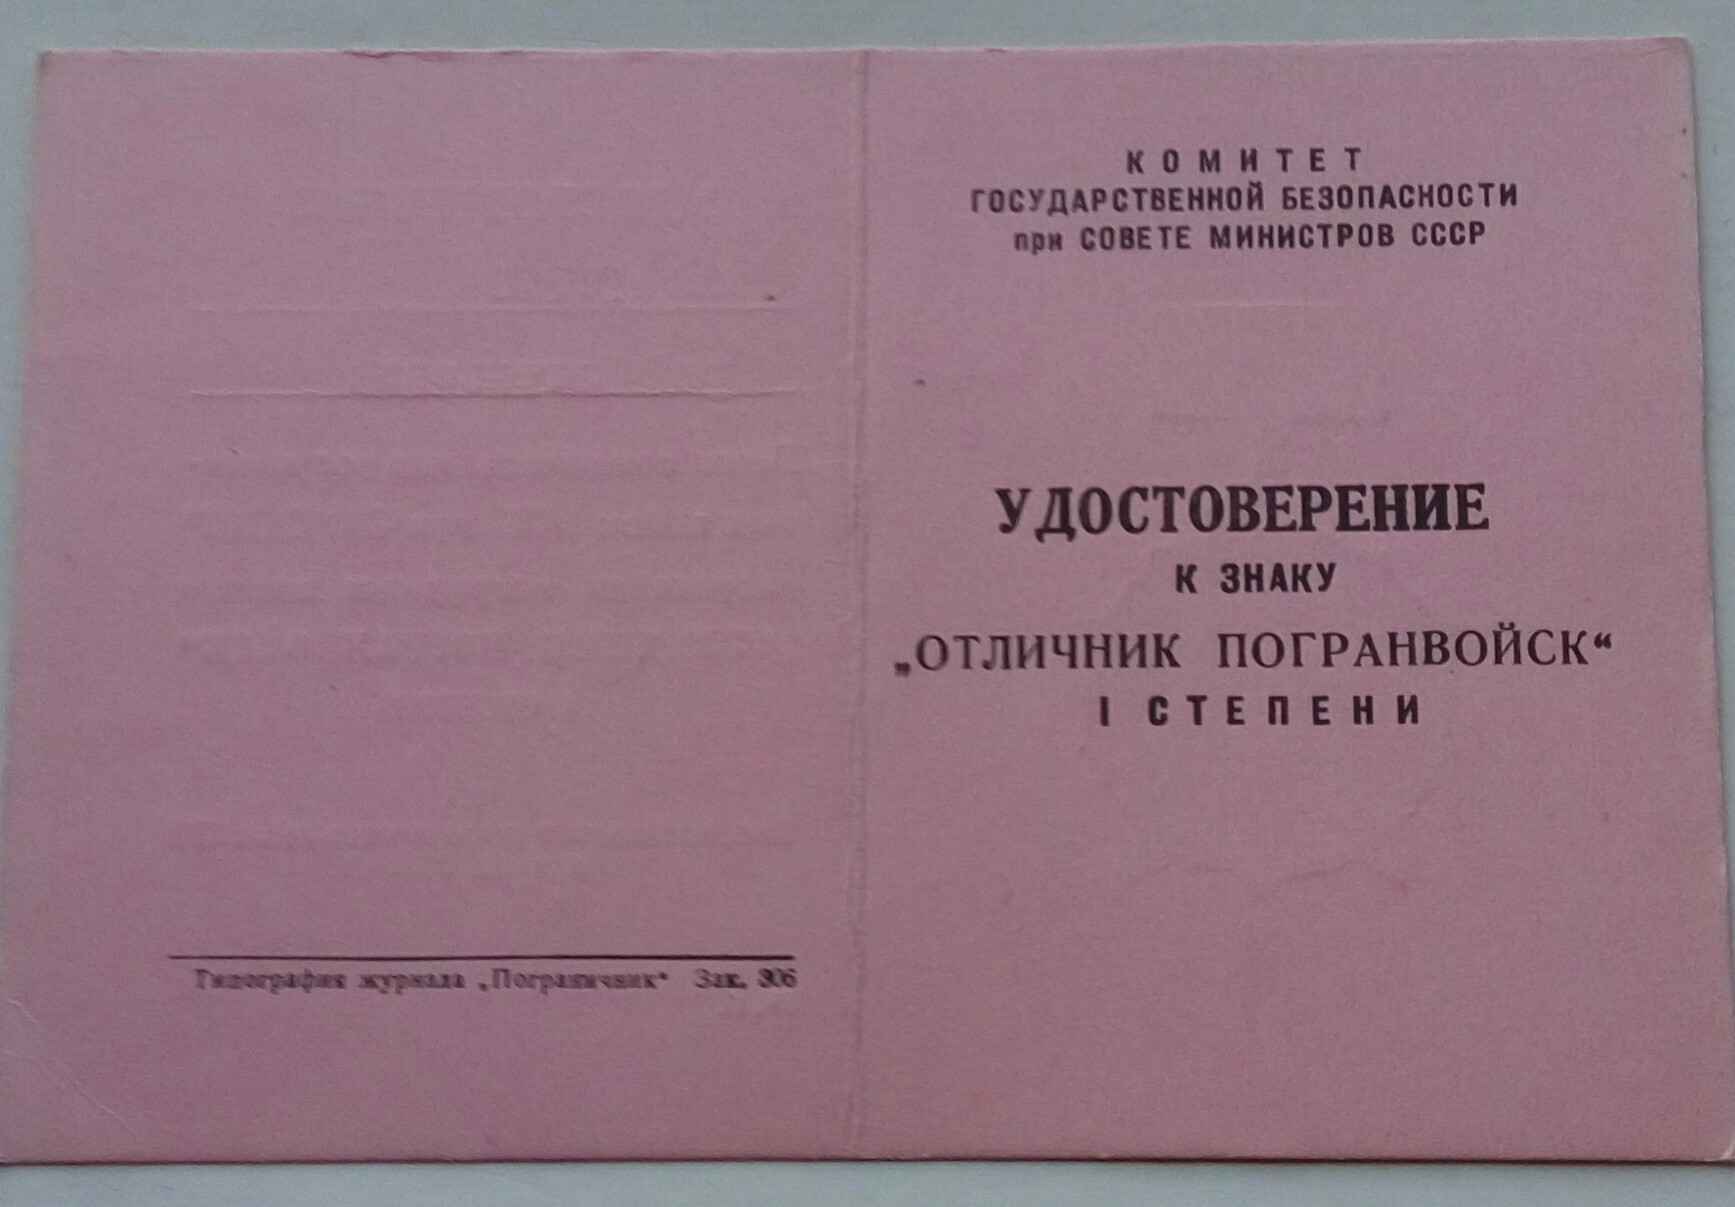 КОМИТЕТ
ГОСУДАРСТВЕННОЙ БЕЗОПАСНОСТИ
при СОВЕТЕ МИНИСТРОВ СССР
УДОСТОВЕРЕНИЕ
К ЗНАКУ
„ОТЛИЧНИК ПОГРАНВОЙСК“
I СТЕПЕНИ
Типография журнала „Пограничник“ Зак. 306